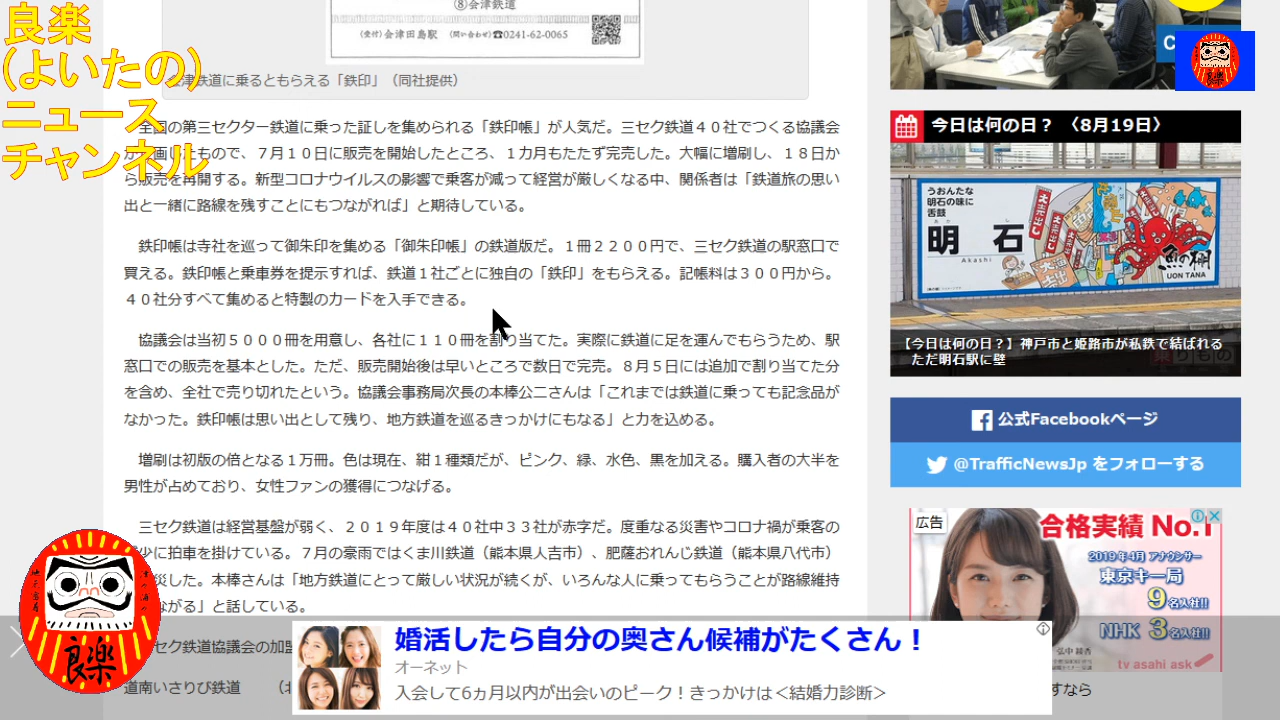 良楽
(よいたの)
ニュース
チャンネル
⑧会津鉄道
(受付)会津田島駅 (問い合わせ)☎0241-62-0065
津鉄道に乗るともらえる「鉄印」(同社提供)
全国の第三セクター鉄道に乗った証しを集められる「鉄印帳」が人気だ。三セク鉄道40社でつくる協議会
画したもので、7月10日に販売を開始したところ、1カ月もたたず完売した。大幅に増刷し、18日か
ら販売を再開する。新型コロナウイルスの影響で乗客が減って経営が厳しくなる中、関係者は「鉄道旅の思い
出と一緒に路線を残すことにもつながれば」と期待している。
鉄印帳は寺社を巡って御朱印を集める「御朱印帳」の鉄道版だ。1冊2200円で、三セク鉄道の駅窓口で
買える。鉄印帳と乗車券を提示すれば、鉄道1社ごとに独自の「鉄印」をもらえる。記帳料は300円から。
40社分すべて集めると特製のカードを入手できる。
協議会は当初5000冊を用意し、各社に110冊を割り当てた。実際に鉄道に足を運んでもらうため、駅
窓口での販売を基本とした。ただ、販売開始後は早いところで数日で完売。8月5日には追加で割り当てた分
を含め、全社で売り切れたという。協議会事務局次長の本棒公二さんは「これまでは鉄道に乗っても記念品が
なかった。鉄印帳は思い出として残り、地方鉄道を巡るきっかけにもなる」と力を込める。
増刷は初版の倍となる1万冊。色は現在、紺1種類だが、ピンク、緑、水色、黒を加える。購入者の大半を
男性が占めており、女性ファンの獲得につなげる。
三セク鉄道は経営基盤が弱く、2019年度は40社中33社が赤字だ。度重なる災害やコロナ禍が乗客の
少に拍車を掛けている。7月の豪雨ではくま川鉄道(熊本県人吉市)、肥薩おれんじ鉄道(熊本県八代市)
災した。本棒さんは「地方鉄道にとって厳しい状況が続くが、いろんな人に乗ってもらうことが路線維持
ながる」と話している。
セク鉄道協議会の加盟
道南いさりび鉄道 (北
良楽
C
良楽
今日は何の日? 〈8月19日〉
うおんたな
明石の味に
舌鼓
明石
Akashi
大売出し
大売出し
大売出し
魚の棚
UON TANA
【今日は何の日?】神戸市と姫路市が私鉄で結ばれる
ただ明石駅に壁
公式Facebookページ
@TrafficNewsJp をフォローする
広告
合格実績 No.1
2019年4月 アナウンサー
東京キー局
9名入社!!
NHK 3名入社!!
弘中 綾香
tv asahi ask
すなら
婚活したら自分の奥さん候補がたくさん!
オーネット
入会して6ヵ月以内が出会いのピーク!きっかけは<結婚力診断>